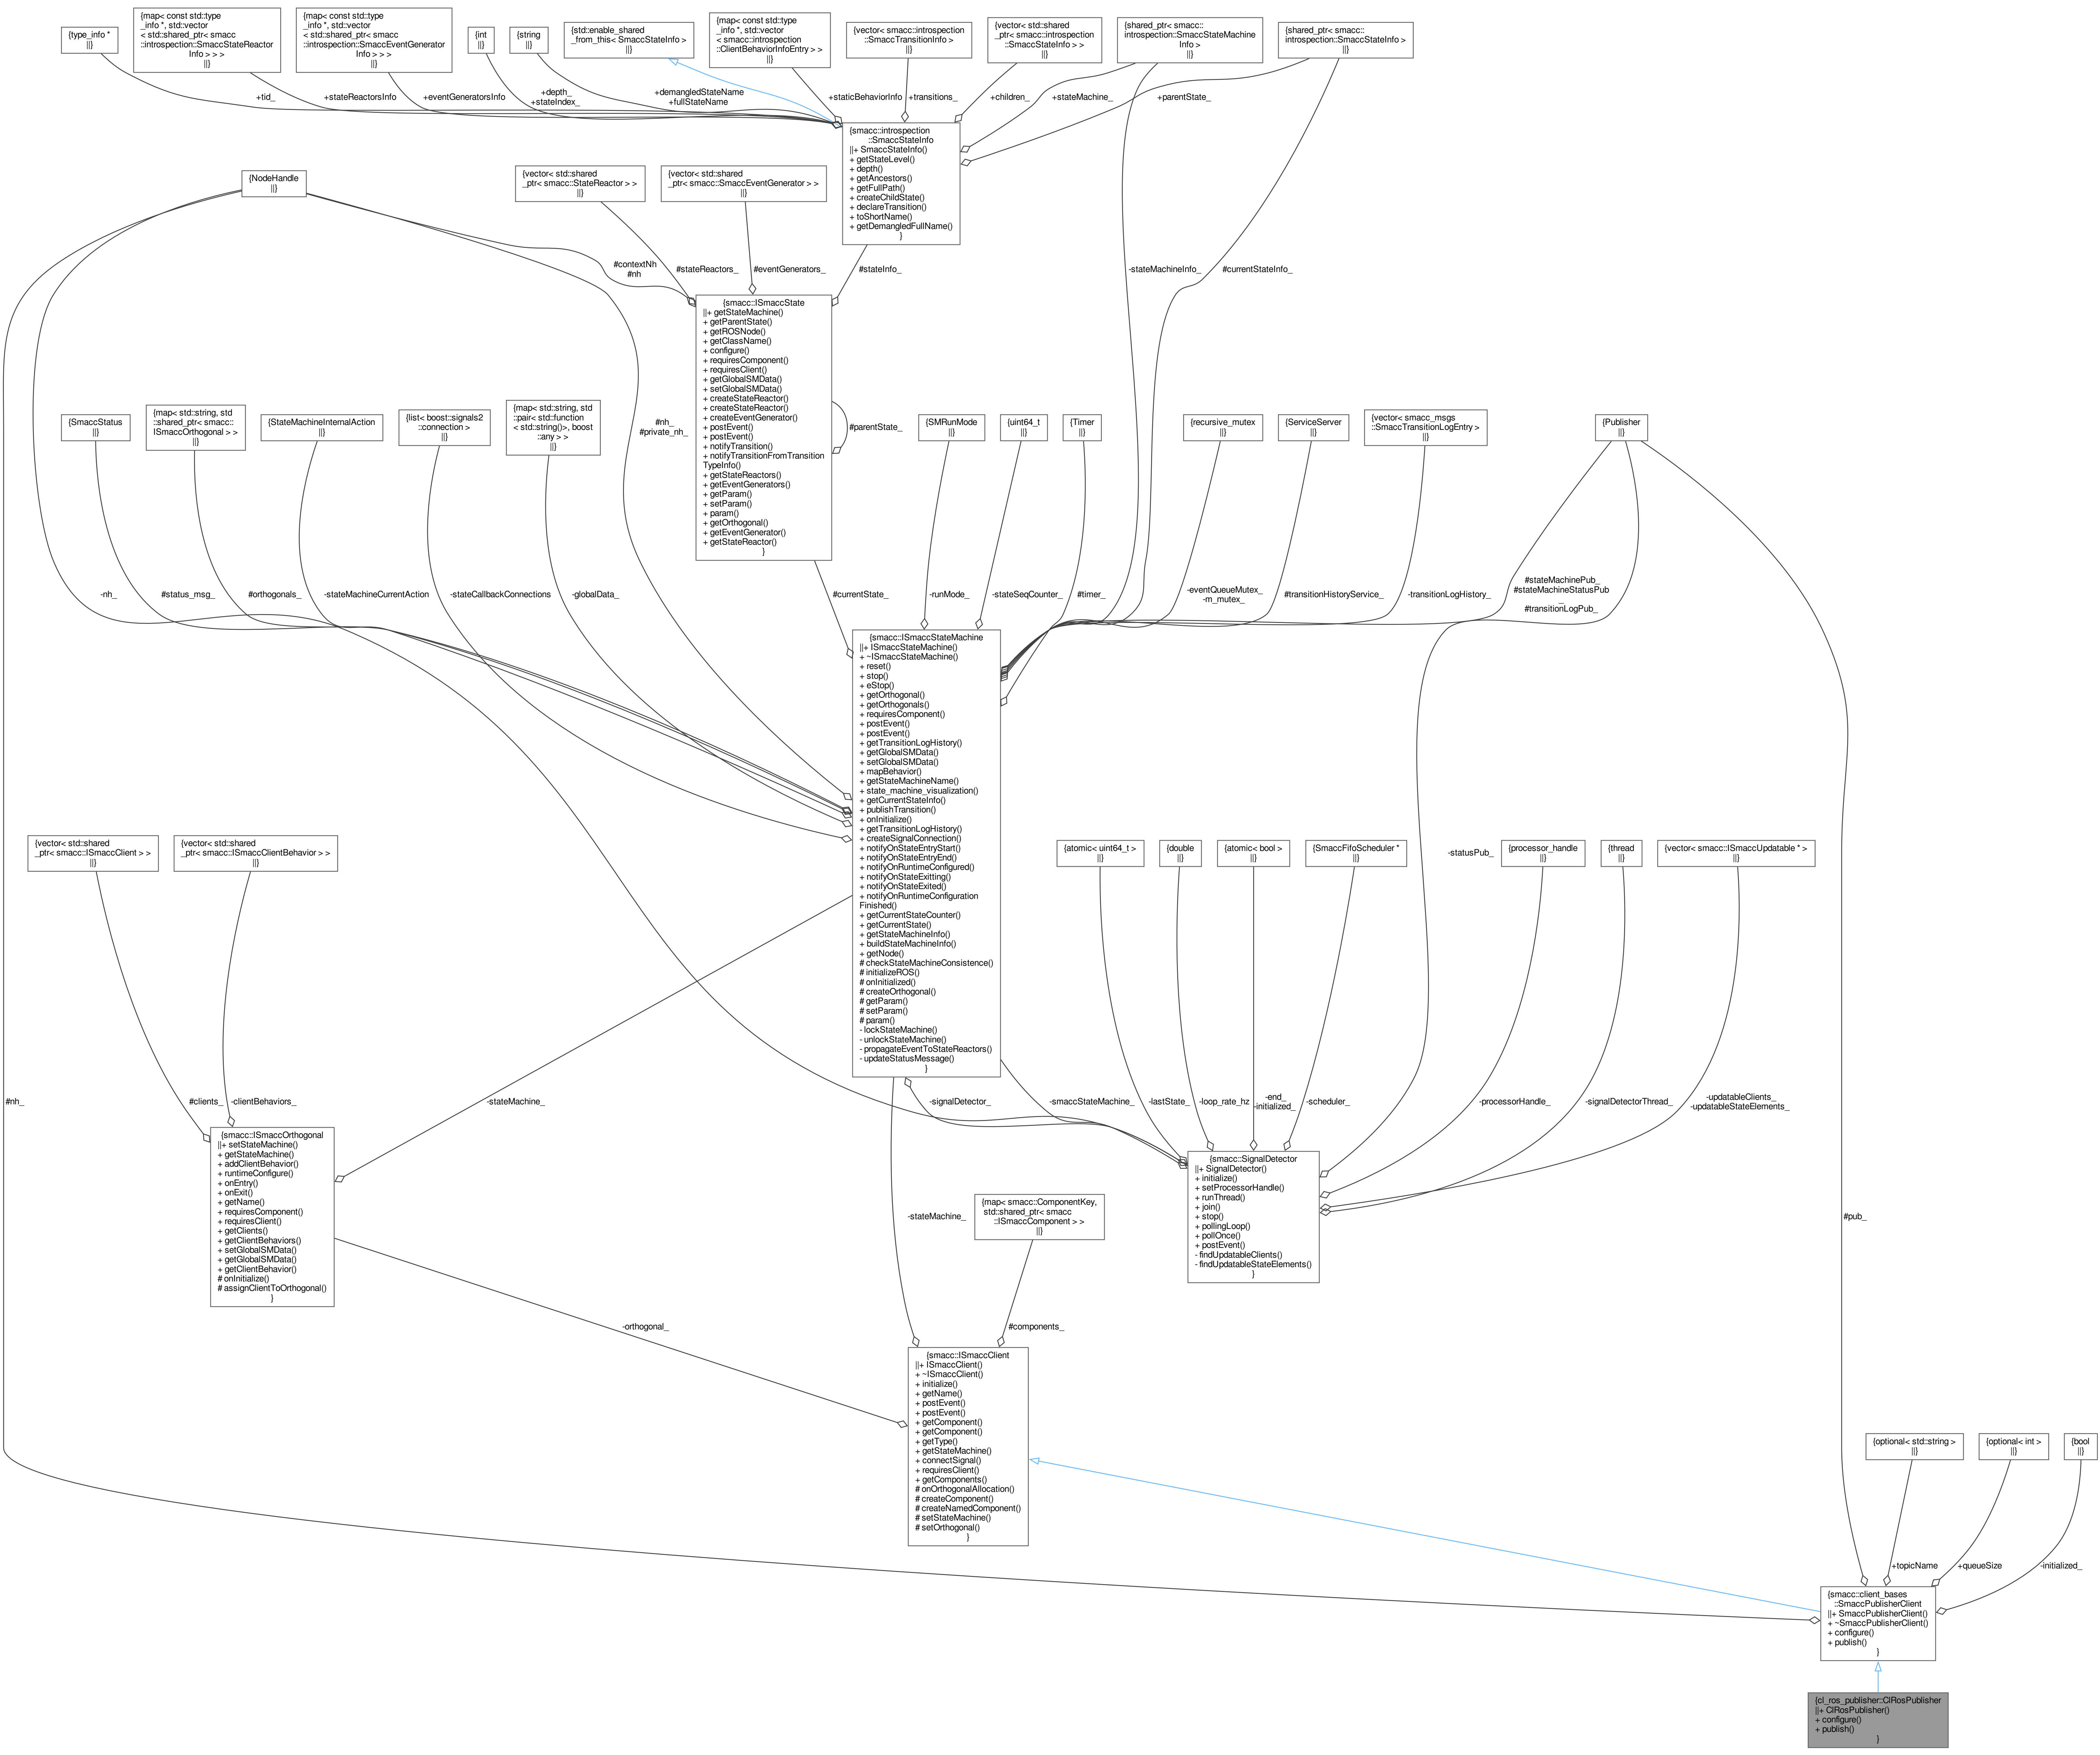 {type_info *
||}
{map< const std::type
_info *, std::vector
< std::shared_ptr< smacc
::introspection::SmaccStateReactor
Info > > >
||}
{map< const std::type
_info *, std::vector
< std::shared_ptr< smacc
::introspection::SmaccEventGenerator
Info > > >
||}
{int
||}
{string
||}
{std::enable_shared
_from_this< SmaccStateInfo >
||}
{map< const std::type
_info *, std::vector
< smacc::introspection
::ClientBehaviorInfoEntry > >
||}
{vector< smacc::introspection
::SmaccTransitionInfo >
||}
{vector< std::shared
_ptr< smacc::introspection
::SmaccStateInfo > >
||}
{shared_ptr< smacc::
introspection::SmaccStateMachine
Info >
||}
{shared_ptr< smacc::
introspection::SmaccStateInfo >
||}
+tid_
+stateReactorsInfo
+eventGeneratorsInfo
+depth_
+stateIndex_
+demangledStateName
+fullStateName
+staticBehaviorInfo
+transitions_
+children_
+stateMachine_
+parentState_
{smacc::introspection
::SmaccStateInfo
||+ SmaccStateInfo()
+ getStateLevel()
+ depth()
+ getAncestors()
+ getFullPath()
+ createChildState()
+ declareTransition()
+ toShortName()
+ getDemangledFullName()
}
{NodeHandle
||}
{vector< std::shared
_ptr< smacc::StateReactor > >
||}
{vector< std::shared
_ptr< smacc::SmaccEventGenerator > >
||}
#contextNh
#nh
#stateReactors_
#eventGenerators_
#stateInfo_
-stateMachineInfo_
#currentStateInfo_
{smacc::ISmaccState
||+ getStateMachine()
+ getParentState()
+ getROSNode()
+ getClassName()
+ configure()
+ requiresComponent()
+ requiresClient()
+ getGlobalSMData()
+ setGlobalSMData()
+ createStateReactor()
+ createStateReactor()
+ createEventGenerator()
+ postEvent()
+ postEvent()
+ notifyTransition()
+ notifyTransitionFromTransition
TypeInfo()
+ getStateReactors()
+ getEventGenerators()
+ getParam()
+ setParam()
+ param()
+ getOrthogonal()
+ getEventGenerator()
+ getStateReactor()
}
#parentState_
#nh_
#private_nh_
{SmaccStatus
||}
{map< std::string, std
::shared_ptr< smacc::
ISmaccOrthogonal > >
||}
{StateMachineInternalAction
||}
{list< boost::signals2
::connection >
||}
{map< std::string, std
::pair< std::function
< std::string()>, boost
::any > >
||}
{SMRunMode
||}
{uint64_t
||}
{Timer
||}
{recursive_mutex
||}
{ServiceServer
||}
{vector< smacc_msgs
::SmaccTransitionLogEntry >
||}
{Publisher
||}
-nh_
#status_msg_
#orthogonals_
-stateMachineCurrentAction
-stateCallbackConnections
-globalData_
#currentState_
-runMode_
-stateSeqCounter_
#timer_
-eventQueueMutex_
-m_mutex_
#transitionHistoryService_
-transitionLogHistory_
#stateMachinePub_
#stateMachineStatusPub
_
#transitionLogPub_
{smacc::ISmaccStateMachine
||+ ISmaccStateMachine()
+ ~ISmaccStateMachine()
+ reset()
+ stop()
+ eStop()
+ getOrthogonal()
+ getOrthogonals()
+ requiresComponent()
+ postEvent()
+ postEvent()
+ getTransitionLogHistory()
+ getGlobalSMData()
+ setGlobalSMData()
+ mapBehavior()
+ getStateMachineName()
+ state_machine_visualization()
+ getCurrentStateInfo()
+ publishTransition()
+ onInitialize()
+ getTransitionLogHistory()
+ createSignalConnection()
+ notifyOnStateEntryStart()
+ notifyOnStateEntryEnd()
+ notifyOnRuntimeConfigured()
+ notifyOnStateExitting()
+ notifyOnStateExited()
+ notifyOnRuntimeConfiguration
Finished()
+ getCurrentStateCounter()
+ getCurrentState()
+ getStateMachineInfo()
+ buildStateMachineInfo()
+ getNode()
# checkStateMachineConsistence()
# initializeROS()
# onInitialized()
# createOrthogonal()
# getParam()
# setParam()
# param()
- lockStateMachine()
- unlockStateMachine()
- propagateEventToStateReactors()
- updateStatusMessage()
}
{vector< std::shared
_ptr< smacc::ISmaccClient > >
||}
{vector< std::shared
_ptr< smacc::ISmaccClientBehavior > >
||}
{atomic< uint64_t >
||}
{double
||}
{atomic< bool >
||}
{SmaccFifoScheduler *
||}
-statusPub_
{processor_handle
||}
{thread
||}
{vector< smacc::ISmaccUpdatable * >
||}
#nh_
#clients_
-clientBehaviors_
-stateMachine_
-signalDetector_
-smaccStateMachine_
-lastState_
-loop_rate_hz
-end_
-initialized_
-scheduler_
-processorHandle_
-signalDetectorThread_
-updatableClients_
-updatableStateElements_
{smacc::ISmaccOrthogonal
||+ setStateMachine()
+ getStateMachine()
+ addClientBehavior()
+ runtimeConfigure()
+ onEntry()
+ onExit()
+ getName()
+ requiresComponent()
+ requiresClient()
+ getClients()
+ getClientBehaviors()
+ setGlobalSMData()
+ getGlobalSMData()
+ getClientBehavior()
# onInitialize()
# assignClientToOrthogonal()
}
{smacc::SignalDetector
||+ SignalDetector()
+ initialize()
+ setProcessorHandle()
+ runThread()
+ join()
+ stop()
+ pollingLoop()
+ pollOnce()
+ postEvent()
- findUpdatableClients()
- findUpdatableStateElements()
}
-stateMachine_
{map< smacc::ComponentKey,
std::shared_ptr< smacc
::ISmaccComponent > >
||}
#pub_
-orthogonal_
#components_
{smacc::ISmaccClient
||+ ISmaccClient()
+ ~ISmaccClient()
+ initialize()
+ getName()
+ postEvent()
+ postEvent()
+ getComponent()
+ getComponent()
+ getType()
+ getStateMachine()
+ connectSignal()
+ requiresClient()
+ getComponents()
# onOrthogonalAllocation()
# createComponent()
# createNamedComponent()
# setStateMachine()
# setOrthogonal()
}
{optional< std::string >
||}
{optional< int >
||}
{bool
||}
+topicName
+queueSize
-initialized_
{smacc::client_bases
::SmaccPublisherClient
||+ SmaccPublisherClient()
+ ~SmaccPublisherClient()
+ configure()
+ publish()
}
{cl_ros_publisher::ClRosPublisher
||+ ClRosPublisher()
+ configure()
+ publish()
}